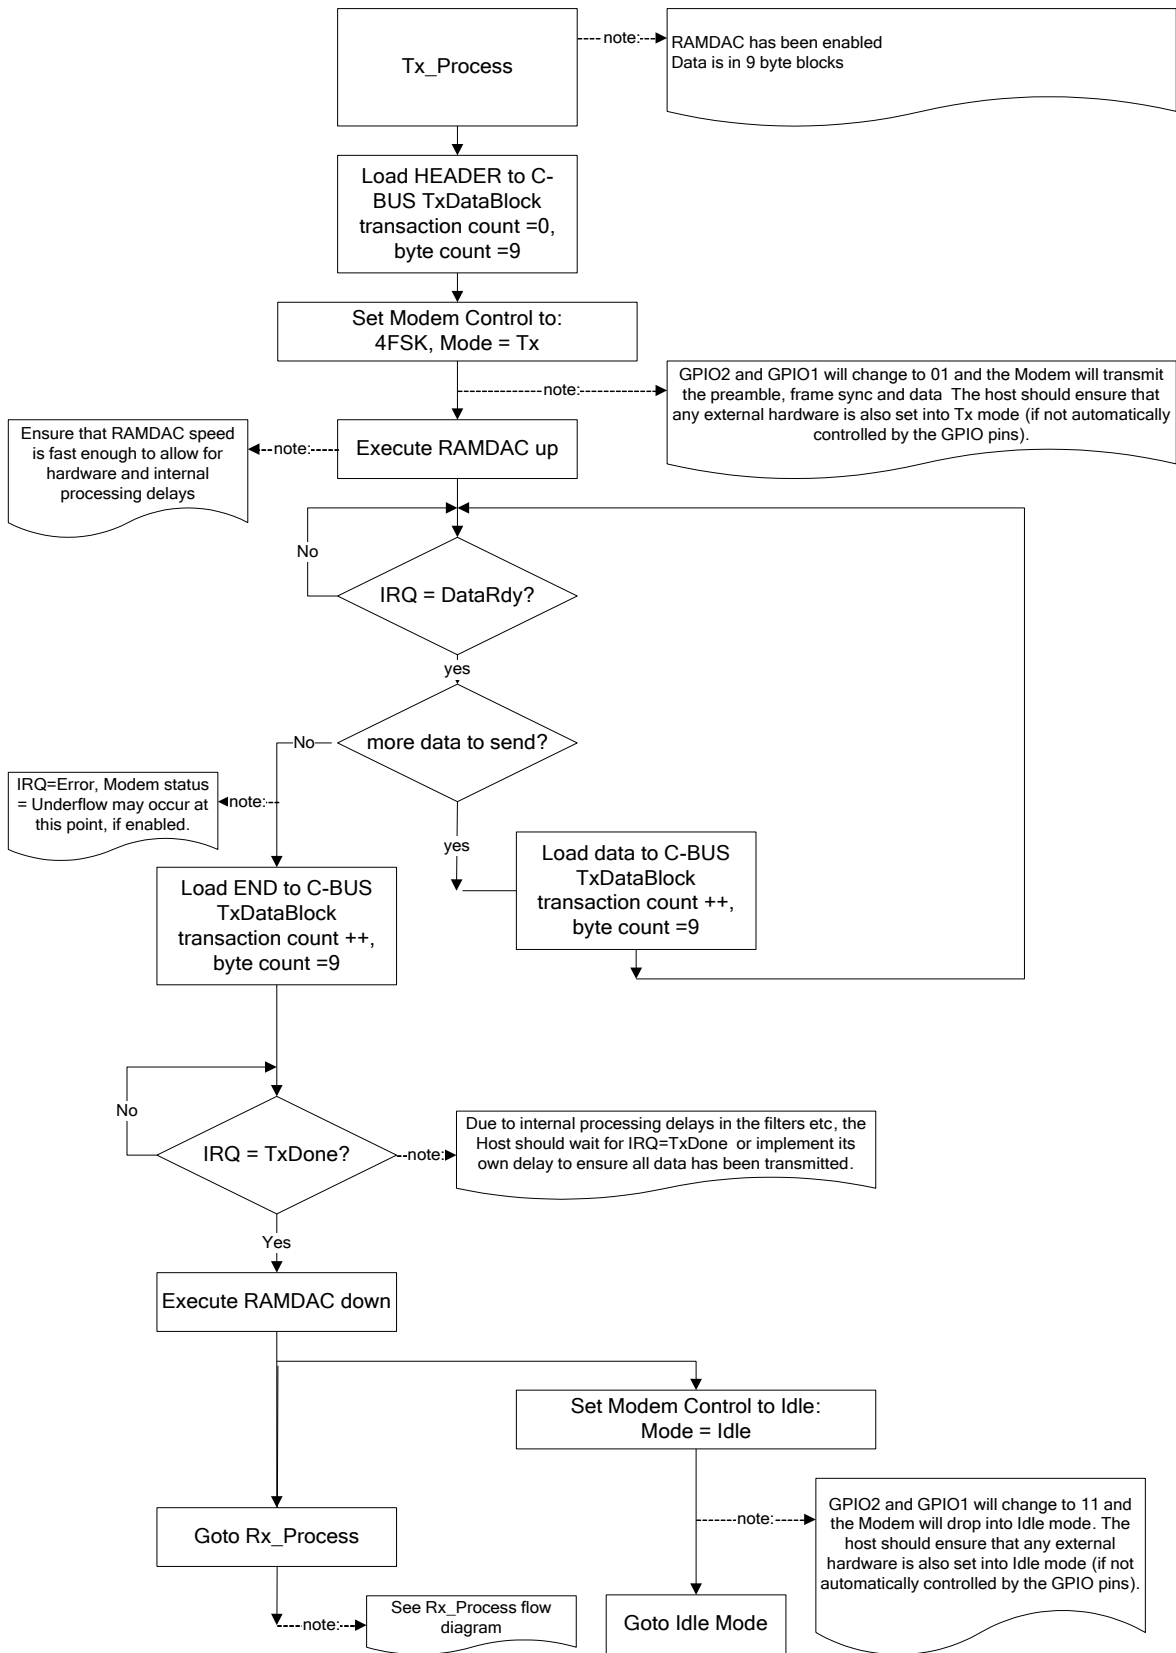 Tx_Process
note:
RAMDAC has been enabled
Data is in 9 byte blocks
Load HEADER to C-
BUS TxDataBlock
transaction count =0,
byte count =9
Set Modem Control to:
4FSK, Mode = Tx
note:
GPIO2 and GPIO1 will change to 01 and the Modem will transmit
the preamble, frame sync and data  The host should ensure that
any external hardware is also set into Tx mode (if not automatically
controlled by the GPIO pins).
Ensure that RAMDAC speed
is fast enough to allow for
hardware and internal
processing delays
note:
Execute RAMDAC up
No
IRQ = DataRdy?
yes
more data to send?
No
IRQ=Error, Modem status
= Underflow may occur at
this point, if enabled.
note:
yes
Load data to C-BUS
TxDataBlock
transaction count ++,
byte count =9
Load END to C-BUS
TxDataBlock
transaction count ++,
byte count =9
No
IRQ = TxDone?
note:
Due to internal processing delays in the filters etc, the
Host should wait for IRQ=TxDone  or implement its
own delay to ensure all data has been transmitted.
Yes
Execute RAMDAC down
Set Modem Control to Idle:
Mode = Idle
Goto Rx_Process
note:
GPIO2 and GPIO1 will change to 11 and
the Modem will drop into Idle mode. The
host should ensure that any external
hardware is also set into Idle mode (if not
automatically controlled by the GPIO pins).
note:
See Rx_Process flow
diagram
Goto Idle Mode